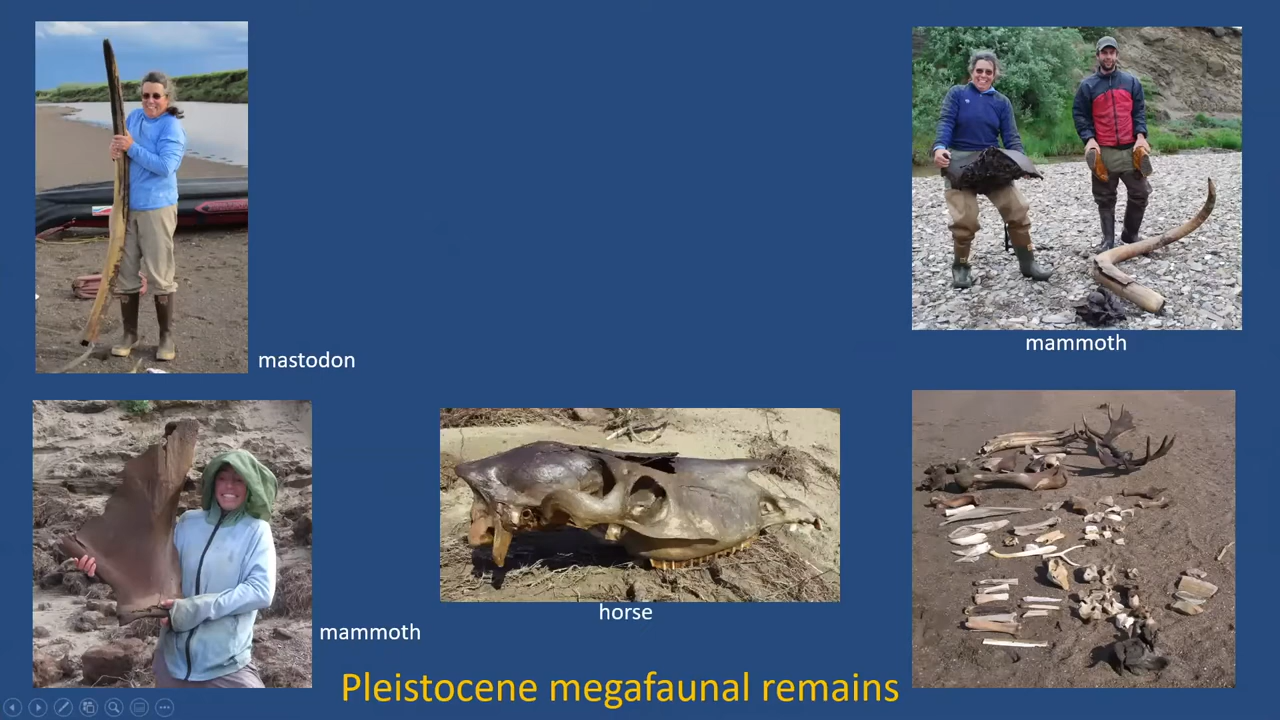 mastodon
mammoth
mammoth
horse
Pleistocene megafaunal remains